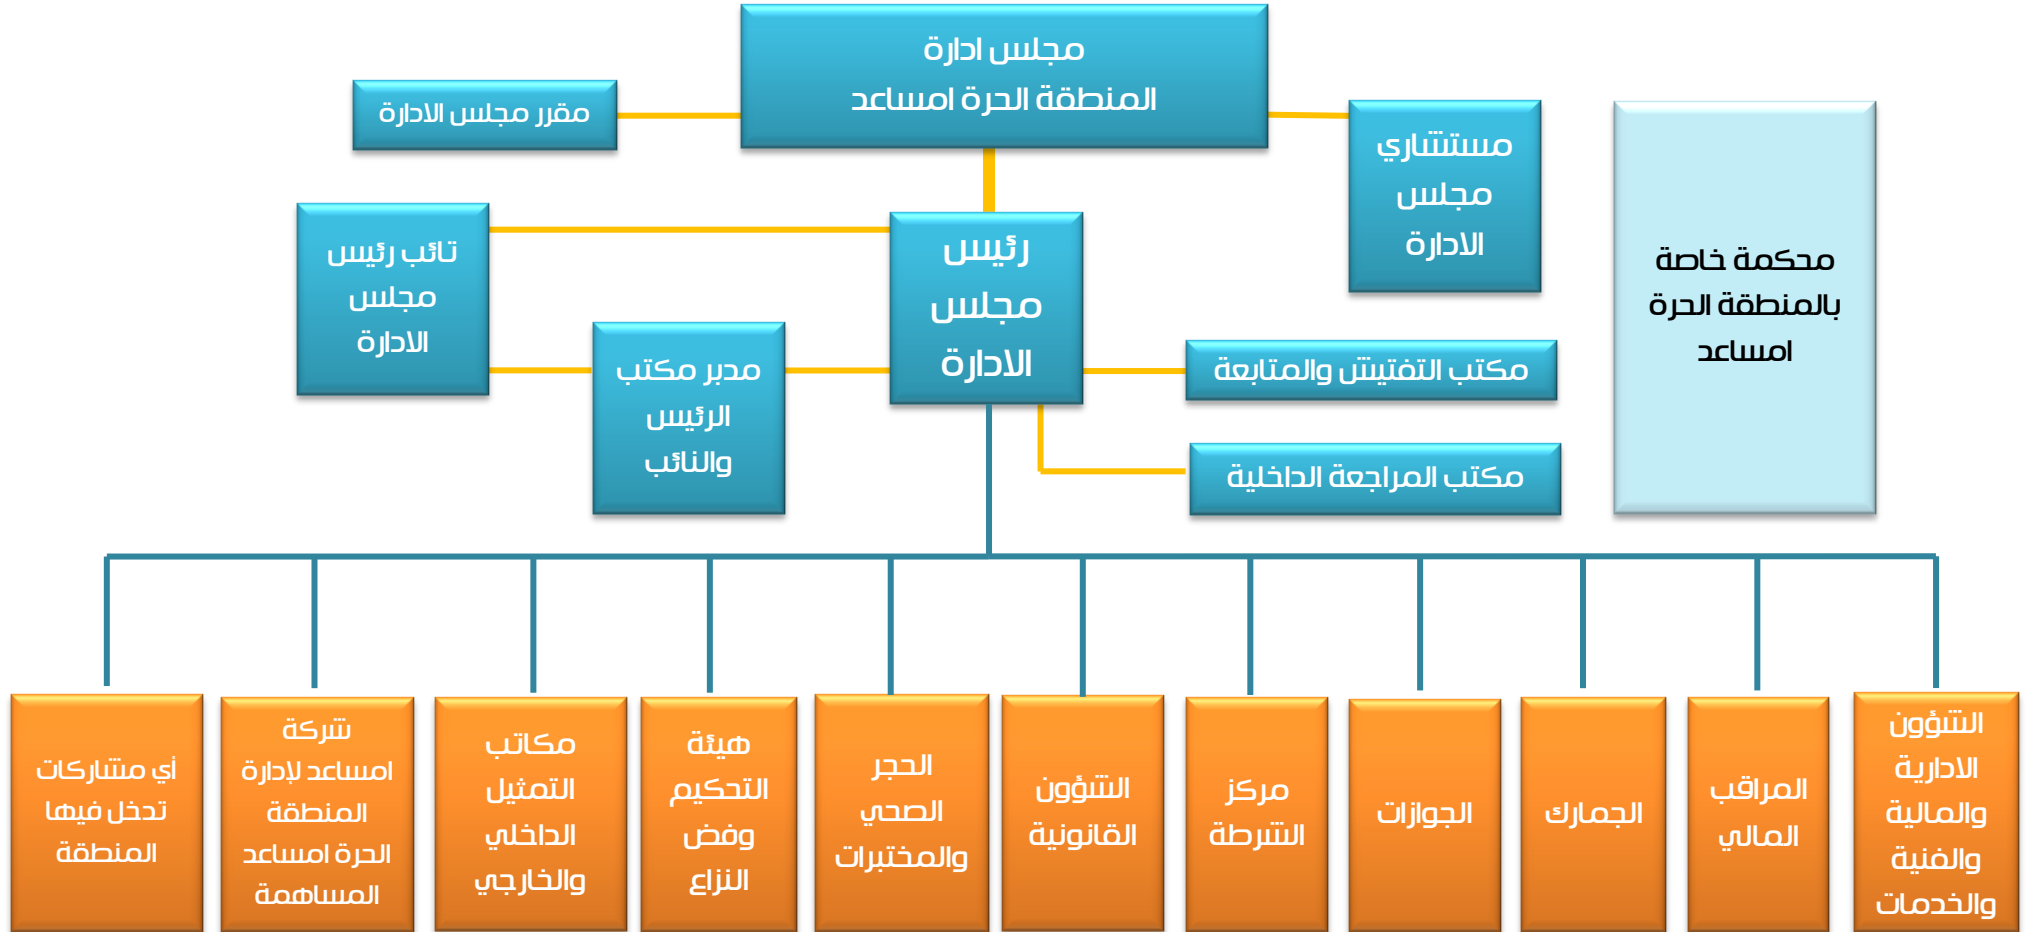 مجلس ادارة
المنطقة الحرة امساعد
مقرر مجلس الادارة
مستشاري
مجلس
الادارة
محكمة خاصة
بالمنطقة الحرة
امساعد
رئيس
مجلس
الادارة
تائب رئيس
مجلس
الادارة
مدبر مكتب
الرئيس
والنائب
مكتب التفتيش والمتابعة
مكتب المراجعة الداخلية
الشؤون
الادارية
والمالية
والفنية
والخدمات
المراقب
المالي
الجمارك
الجوازات
مركز
الشرطة
الشؤون
القانونية
الحجر
الصحي
والمختبرات
هيئة
التحكيم
وفض
النزاع
مكاتب
التمثيل
الداخلي
والخارجي
شركة
امساعد لإدارة
المنطقة
الحرة امساعد
المساهمة
أي مشاركات
تدخل فيها
المنطقة